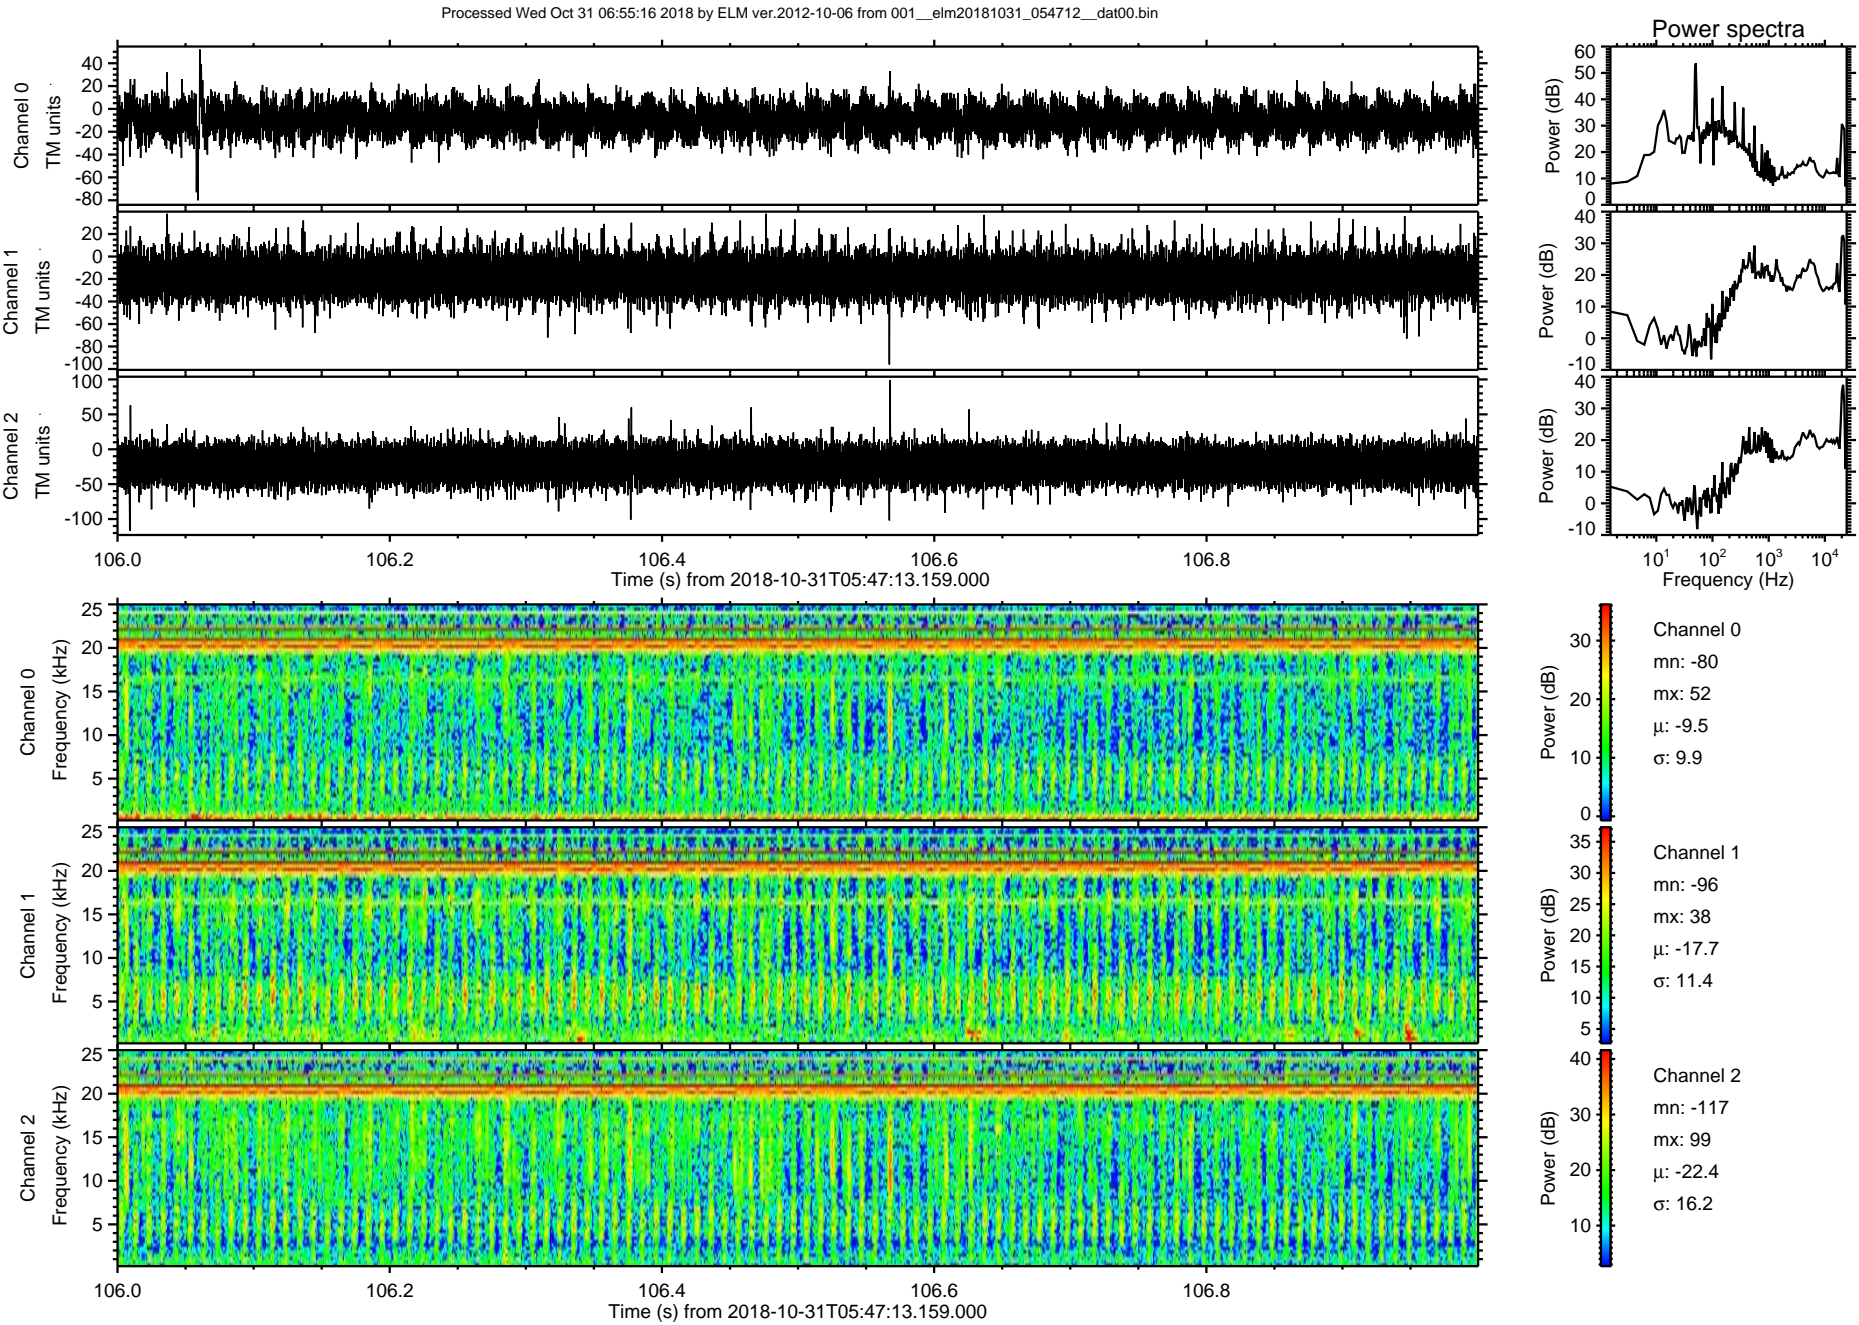 Processed Wed Oct 31 06:55:16 2018 by ELM ver.2012-10-06 from 001__elm20181031_054712__dat00.bin
Power spectra
Channel 0
TM units
40
20
0
-20
-40
-60
-80
Power (dB)
60
50
40
30
20
10
0
Channel 1
TM units
20
0
-20
-40
-60
-80
-100
Power (dB)
40
30
20
10
0
-10
Channel 2
TM units
100
50
0
-50
-100
Power (dB)
40
30
20
10
0
-10
106.0 106.2 106.4 106.6 106.8
Time (s) from 2018-10-31T05:47:13.159.000
10^1 10^2 10^3 10^4
Frequency (Hz)
Channel 0
Frequency (kHz)
25
20
15
10
5
Power (dB)
30
20
10
0
Channel 0
mn: -80
mx: 52
μ: -9.5
σ: 9.9
Channel 1
Frequency (kHz)
25
20
15
10
5
Power (dB)
35
30
25
20
15
10
5
Channel 1
mn: -96
mx: 38
μ: -17.7
σ: 11.4
Channel 2
Frequency (kHz)
25
20
15
10
5
Power (dB)
40
30
20
10
Channel 2
mn: -117
mx: 99
μ: -22.4
σ: 16.2
106.0 106.2 106.4 106.6 106.8
Time (s) from 2018-10-31T05:47:13.159.000